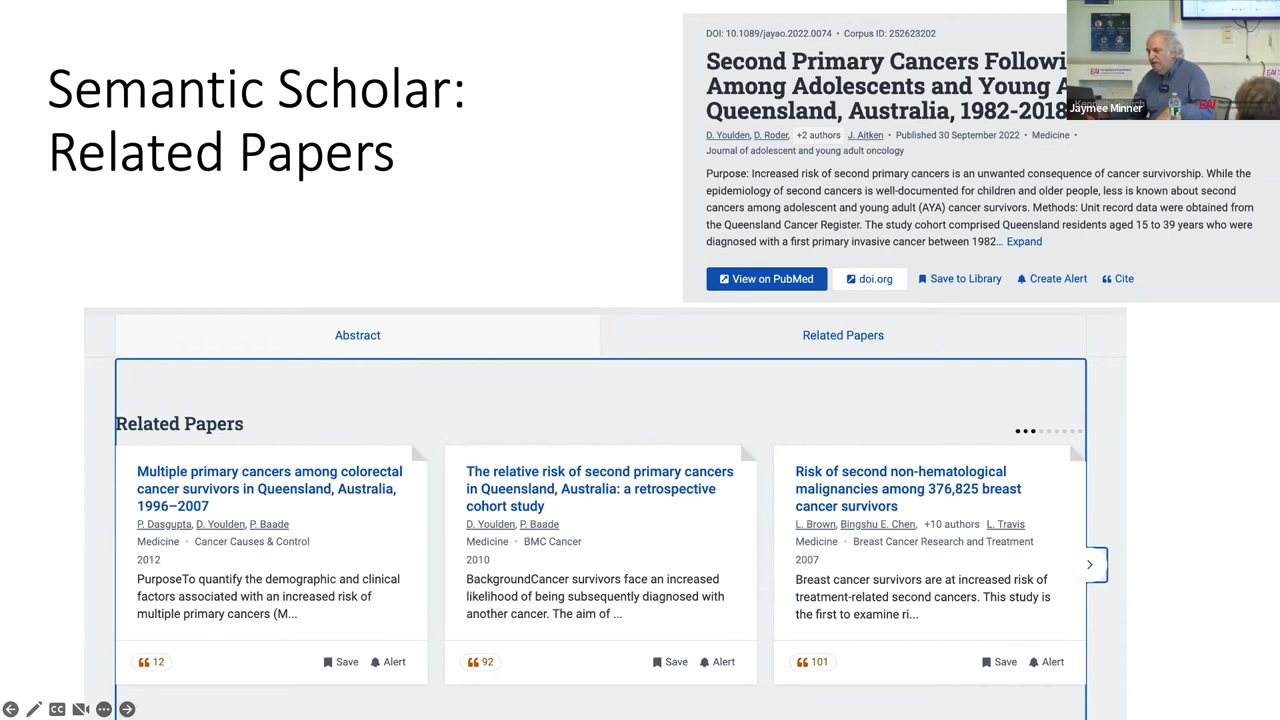 Semantic Scholar:
Related Papers
DOI: 10.1089/jayao.2022.0074 • Corpus ID: 252623202
Second Primary Cancers Followi
Among Adolescents and Young A
Queensland, Australia, 1982-2018
D. Youlden, D. Roder, +2 authors J. Aitken • Published 30 September 2022 • Medicine •
Journal of adolescent and young adult oncology
Purpose: Increased risk of second primary cancers is an unwanted consequence of cancer survivorship. While the
epidemiology of second cancers is well-documented for children and older people, less is known about second
cancers among adolescent and young adult (AYA) cancer survivors. Methods: Unit record data were obtained from
the Queensland Cancer Register. The study cohort comprised Queensland residents aged 15 to 39 years who were
diagnosed with a first primary invasive cancer between 1982… Expand
View on PubMed doi.org Save to Library Create Alert Cite
EAI
EAI
EAI
Jaymee Minner
Abstract Related Papers
Related Papers
Multiple primary cancers among colorectal
cancer survivors in Queensland, Australia,
1996–2007
P. Dasgupta, D. Youlden, P. Baade
Medicine · Cancer Causes & Control
2012
PurposeTo quantify the demographic and clinical
factors associated with an increased risk of
multiple primary cancers (M...
12 Save Alert
The relative risk of second primary cancers
in Queensland, Australia: a retrospective
cohort study
D. Youlden, P. Baade
Medicine · BMC Cancer
2010
BackgroundCancer survivors face an increased
likelihood of being subsequently diagnosed with
another cancer. The aim of ...
92 Save Alert
Risk of second non-hematological
malignancies among 376,825 breast
cancer survivors
L. Brown, Bingshu E. Chen, +10 authors L. Travis
Medicine · Breast Cancer Research and Treatment
2007
Breast cancer survivors are at increased risk of
treatment-related second cancers. This study is
the first to examine ri...
101 Save Alert
CC